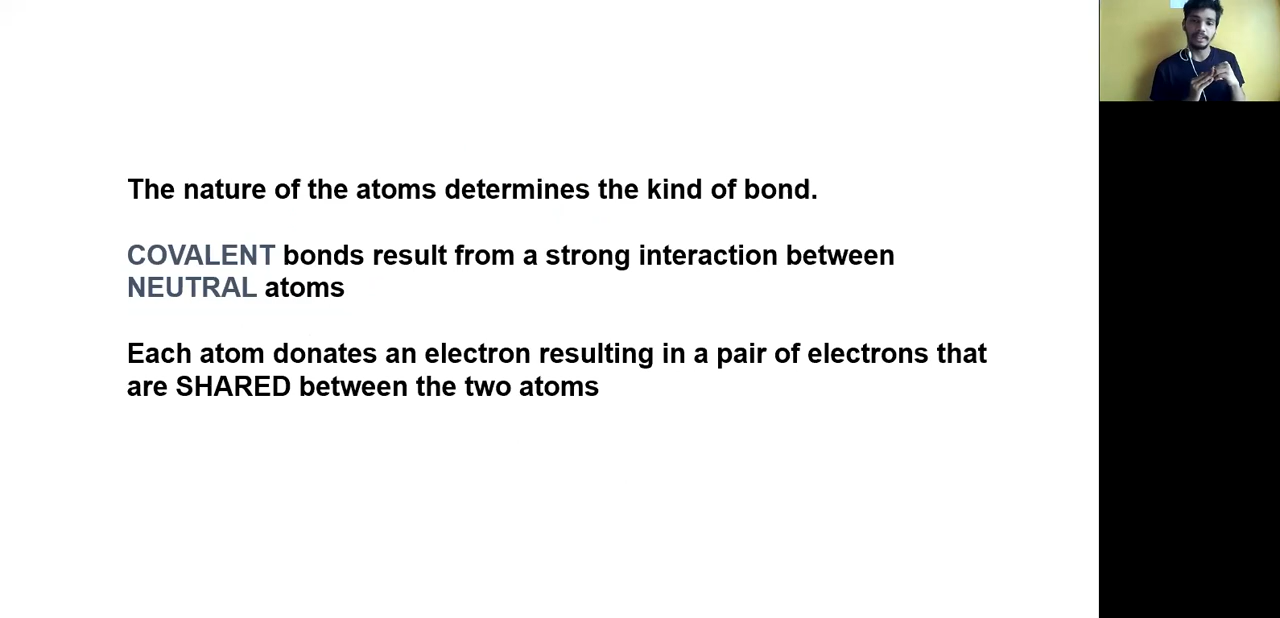 The nature of the atoms determines the kind of bond.
COVALENT bonds result from a strong interaction between
NEUTRAL atoms
Each atom donates an electron resulting in a pair of electrons that
are SHARED between the two atoms